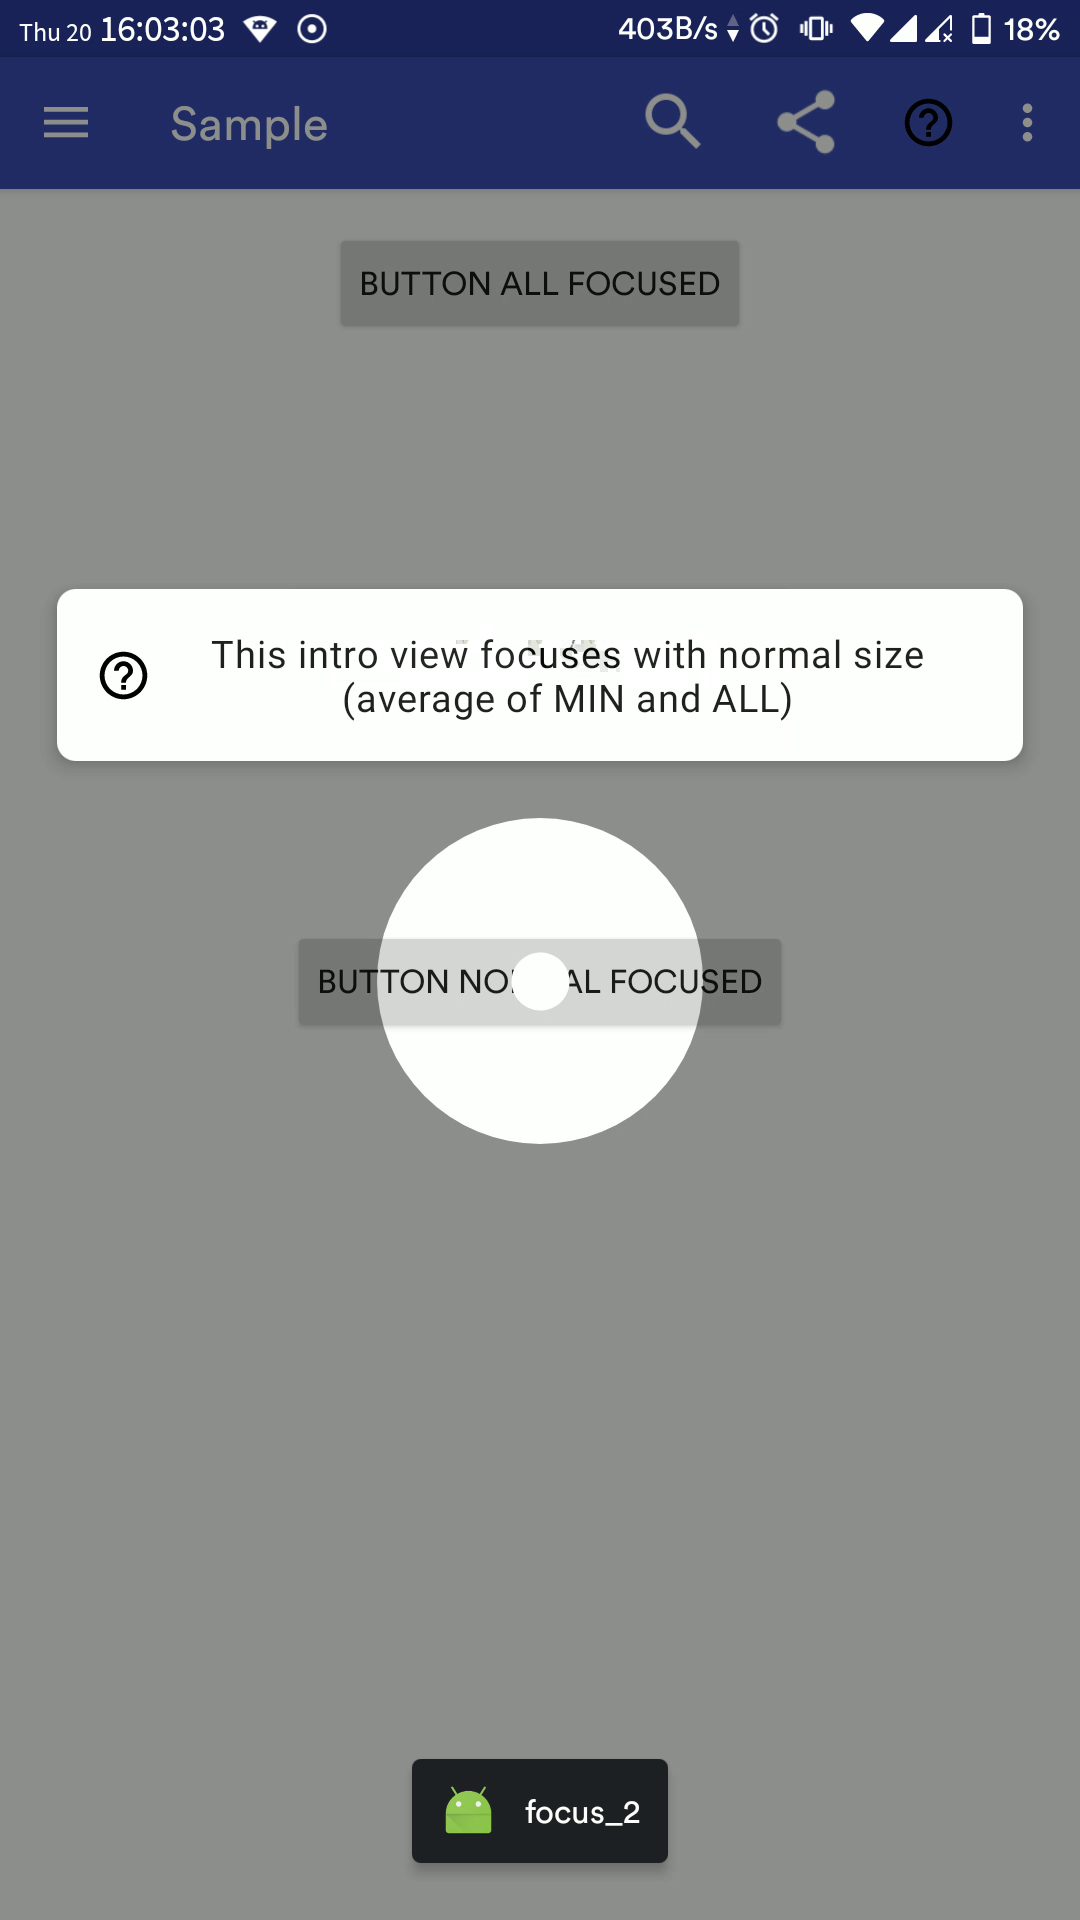 Thu 20 16:03:03 403B/s 18%
Sample
BUTTON ALL FOCUSED
This intro view focuses with normal size
(average of MIN and ALL)
BUTTON NO AL FOCUSED
focus_2